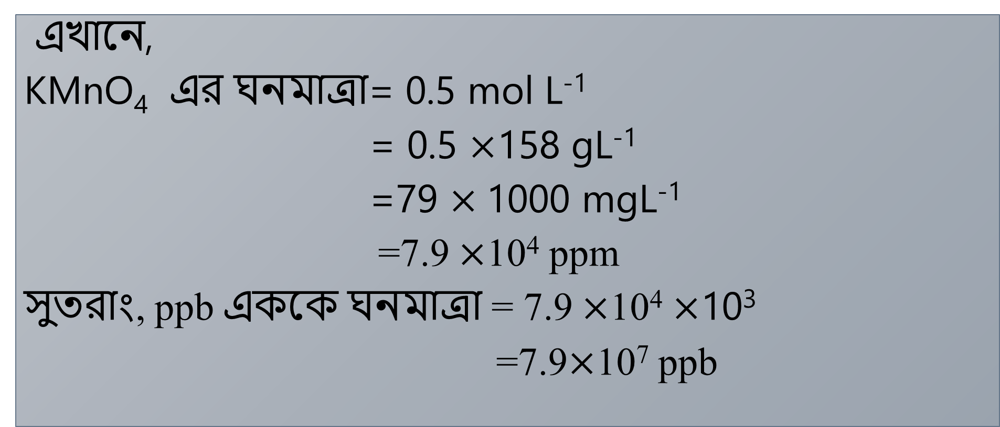 এখানে,
KMnO₄ এর ঘনমাত্রা= 0.5 mol L⁻¹
= 0.5 ×158 gL⁻¹
=79 × 1000 mgL⁻¹
=7.9 ×10⁴ ppm
সুতরাং, ppb এককে ঘনমাত্রা = 7.9 ×10⁴ ×10³
=7.9×10⁷ ppb